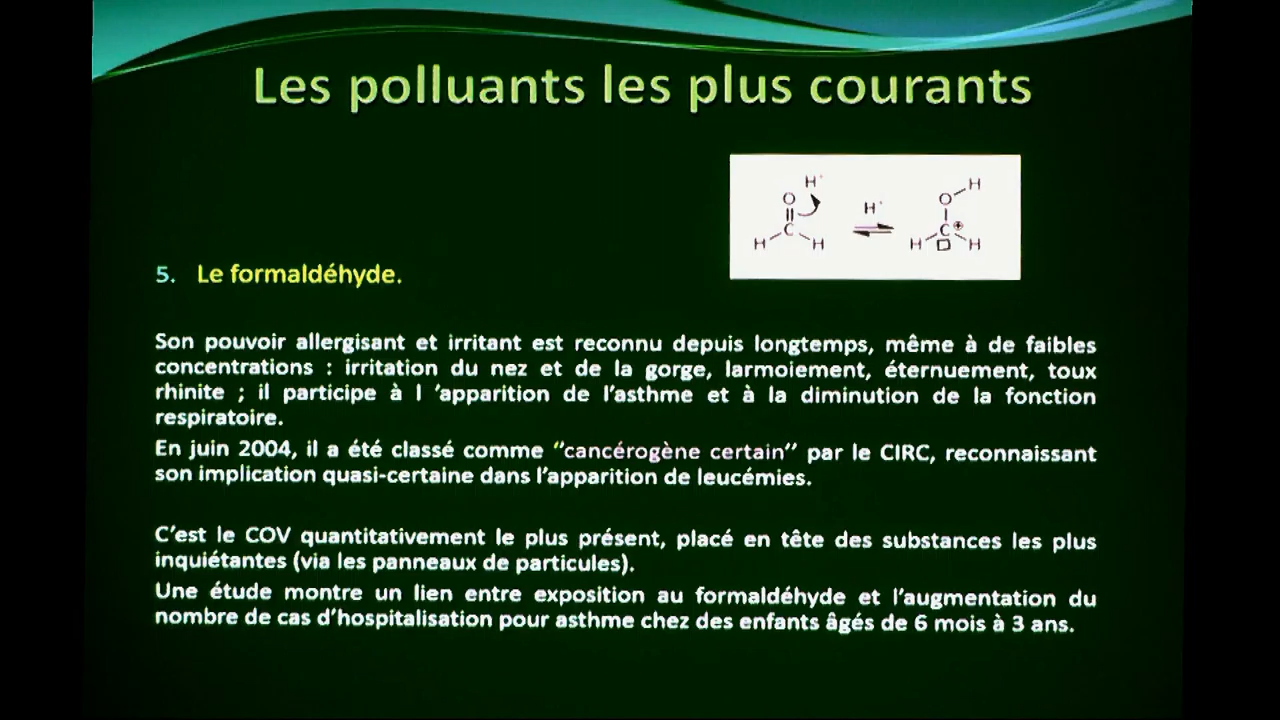 Les polluants les plus courants
H+
O
C
H H
H+
O H
C ⊕
H H
5. Le formaldéhyde.
Son pouvoir allergisant et irritant est reconnu depuis longtemps, même à de faibles
concentrations : irritation du nez et de la gorge, larmoiement, éternuement, toux
rhinite ; il participe à l 'apparition de l'asthme et à la diminution de la fonction
respiratoire.
En juin 2004, il a été classé comme "cancérogène certain" par le CIRC, reconnaissant
son implication quasi-certaine dans l'apparition de leucémies.
C'est le COV quantitativement le plus présent, placé en tête des substances les plus
inquiétantes (via les panneaux de particules).
Une étude montre un lien entre exposition au formaldéhyde et l'augmentation du
nombre de cas d'hospitalisation pour asthme chez des enfants âgés de 6 mois à 3 ans.